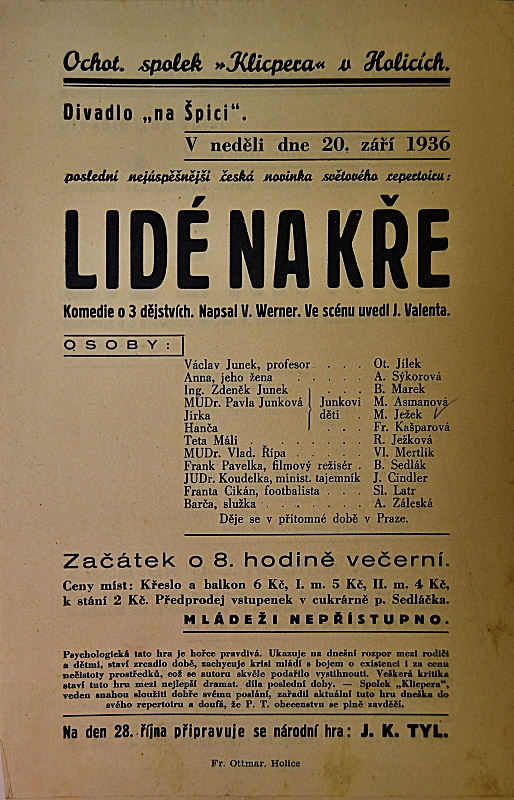 Ochot. spolek »Klicpera« v Holicích.
Divadlo „na Špici“.
V neděli dne 20. září 1936
poslední nejúspěšnější česká novinka světového repertoiru:
LIDÉ NA KŘE
Komedie o 3 dějstvích. Napsal V. Werner. Ve scénu uvedl J. Valenta.
OSOBY:
Václav Junek, profesor . . . . Ot. Jílek
Anna, jeho žena . . . . . . A. Sýkorová
Ing. Zdeněk Junek . . . B. Marek
MUDr. Pavla Junková Junkovi M. Asmanová
Jirka děti M. Ježek
Hanča . . . Fr. Kašparová
Teta Máli . . . . . . . . R. Ježková
MUDr. Vlad. Řípa . . . . . Vl. Mertlík
Frank Pavelka, filmový režisér . B. Sedlák
JUDr. Koudelka, minist. tajemník J. Cindler
Franta Cikán, footbalista . . . Sl. Latr
Barča, služka . . . . . . . A. Záleská
Děje se v přítomné době v Praze.
Začátek o 8. hodině večerní.
Ceny míst: Křeslo a balkon 6 Kč, I. m. 5 Kč, II. m. 4 Kč,
k stání 2 Kč. Předprodej vstupenek v cukrárně p. Sedláčka.
MLÁDEŽI NEPŘÍSTUPNO.
Psychologická tato hra je hořce pravdivá. Ukazuje na dnešní rozpor mezi rodiči
a dětmi, staví zrcadlo době, zachycuje krisi mládí s bojem o existenci i za cenu
nečistoty prostředků, což se autoru skvěle podařilo vystihnouti. Veškerá kritika
staví tuto hru mezi nejlepší dramat. díla poslední doby. — Spolek „Klicpera“,
veden snahou sloužiti dobře svému poslání, zařadil aktuální tuto hru dneška do
svého repertoiru a doufá, že P. T. obecenstvo se plně zavděčí.
Na den 28. října připravuje se národní hra: J. K. TYL.
Fr. Ottmar, Holice